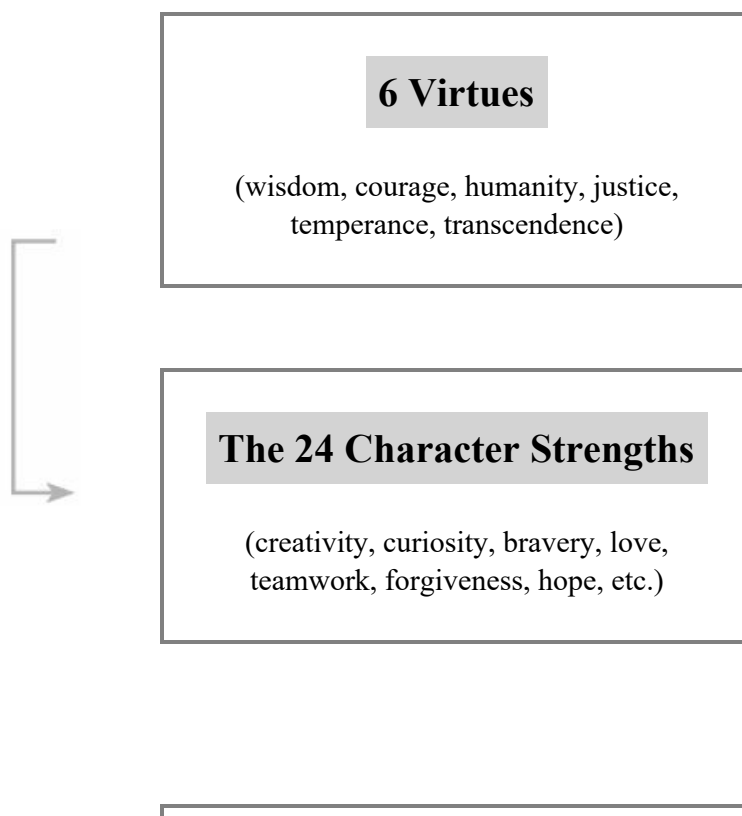 6 Virtues
(wisdom, courage, humanity, justice,
temperance, transcendence)
The 24 Character Strengths
(creativity, curiosity, bravery, love,
teamwork, forgiveness, hope, etc.)